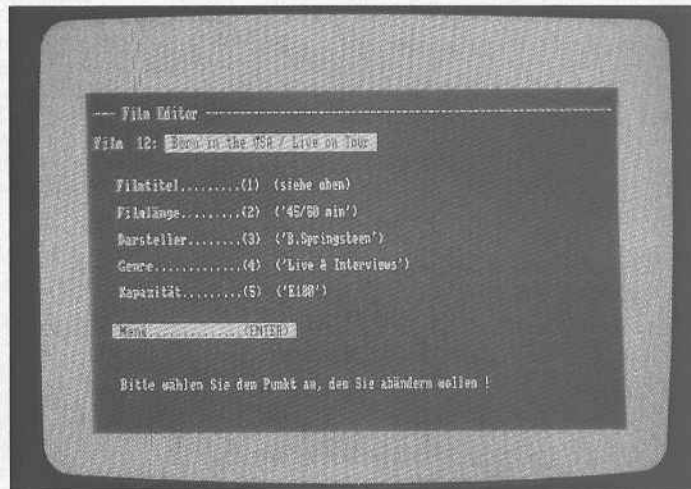 --- Film Editor ---
Film 12: Born in the USA / Live on Tour
Filmtitel.........(1) (siehe oben)
Filmlänge.........(2) ('45/60 min')
Darsteller........(3) ('B.Springsteen')
Genre.............(4) ('Live & Interviews')
Kapazität.........(5) ('E180')
Menü.............. (ENTER)
Bitte wählen Sie den Punkt an, den Sie abändern wollen !